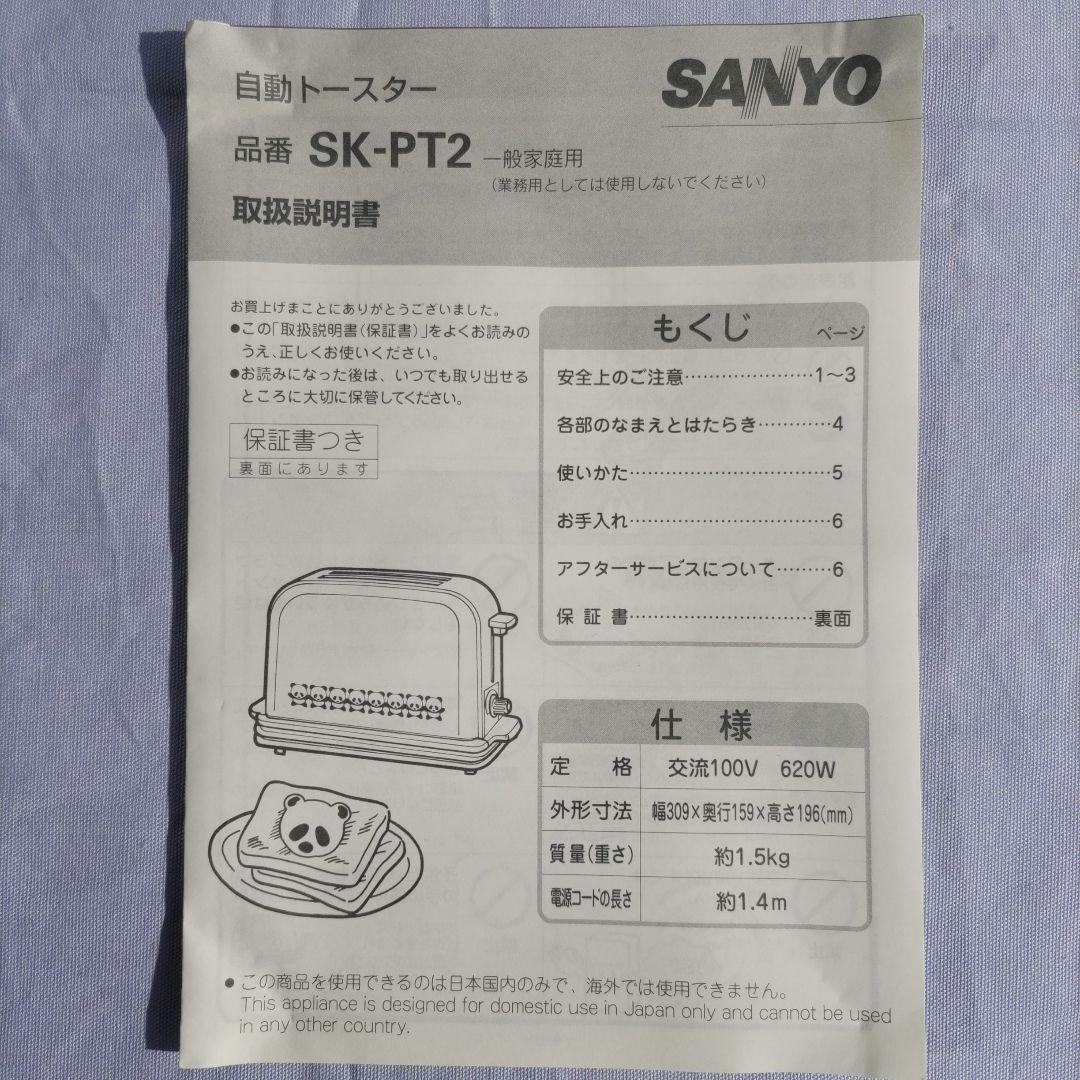 自動トースター
SANYO
品番 SK-PT2 一般家庭用
(業務用としては使用しないでください)
取扱説明書
お買上げまことにありがとうございました。
●この「取扱説明書(保証書)」をよくお読みの
うえ、正しくお使いください。
●お読みになった後は、いつでも取り出せる
ところに大切に保管してください。
保証書つき
裏面にあります
もくじ ページ
安全上のご注意…………………1～3
各部のなまえとはたらき…………4
使いかた……………………………5
お手入れ……………………………6
アフターサービスについて………6
保証書…………………………裏面
仕様
定格 交流100V 620W
外形寸法 幅309×奥行159×高さ196(mm)
質量(重さ) 約1.5kg
電源コードの長さ 約1.4m
●この商品を使用できるのは日本国内のみで、海外では使用できません。
This appliance is designed for domestic use in Japan only and cannot be used
in any other country.